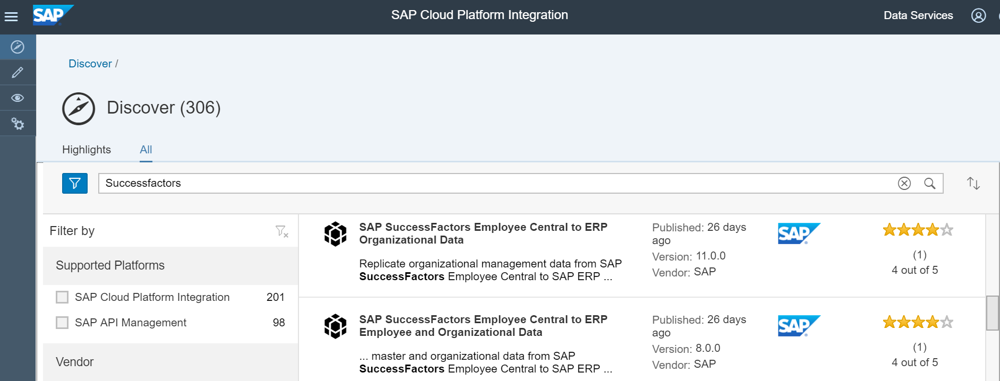 SAP
SAP Cloud Platform Integration
Data Services
Discover /
Discover (306)
Highlights
All
Successfactors
Filter by
Supported Platforms
SAP Cloud Platform Integration 201
SAP API Management 98
Vendor
SAP SuccessFactors Employee Central to ERP
Organizational Data
Replicate organizational management data from SAP
SuccessFactors Employee Central to SAP ERP ...
Published: 26 days
ago
Version: 11.0.0
Vendor: SAP
SAP
(1)
4 out of 5
SAP SuccessFactors Employee Central to ERP
Employee and Organizational Data
... master and organizational data from SAP
SuccessFactors Employee Central to SAP ERP ...
Published: 26 days
ago
Version: 8.0.0
Vendor: SAP
SAP
(1)
4 out of 5